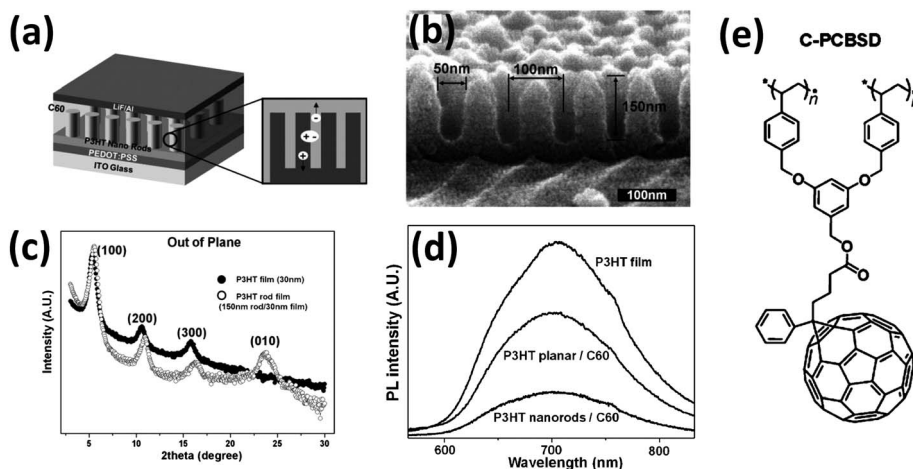 (a)
LiF/Al
C60
P3HT Nano Rods
PEDOT:PSS
ITO Glass
-
+ -
+
(b)
50nm
100nm
150nm
100nm
(c)
Out of Plane
(100)
P3HT film (30nm)
P3HT rod film
(150nm rod/30nm film)
(200)
(300)
(010)
Intensity (A.U.)
5 10 15 20 25 30
2theta (degree)
(d)
P3HT film
P3HT planar / C60
P3HT nanorods / C60
PL intensity (A.U.)
600 700 800
Wavelength (nm)
(e)
C-PCBSD
* * n * * n
O O
O
O